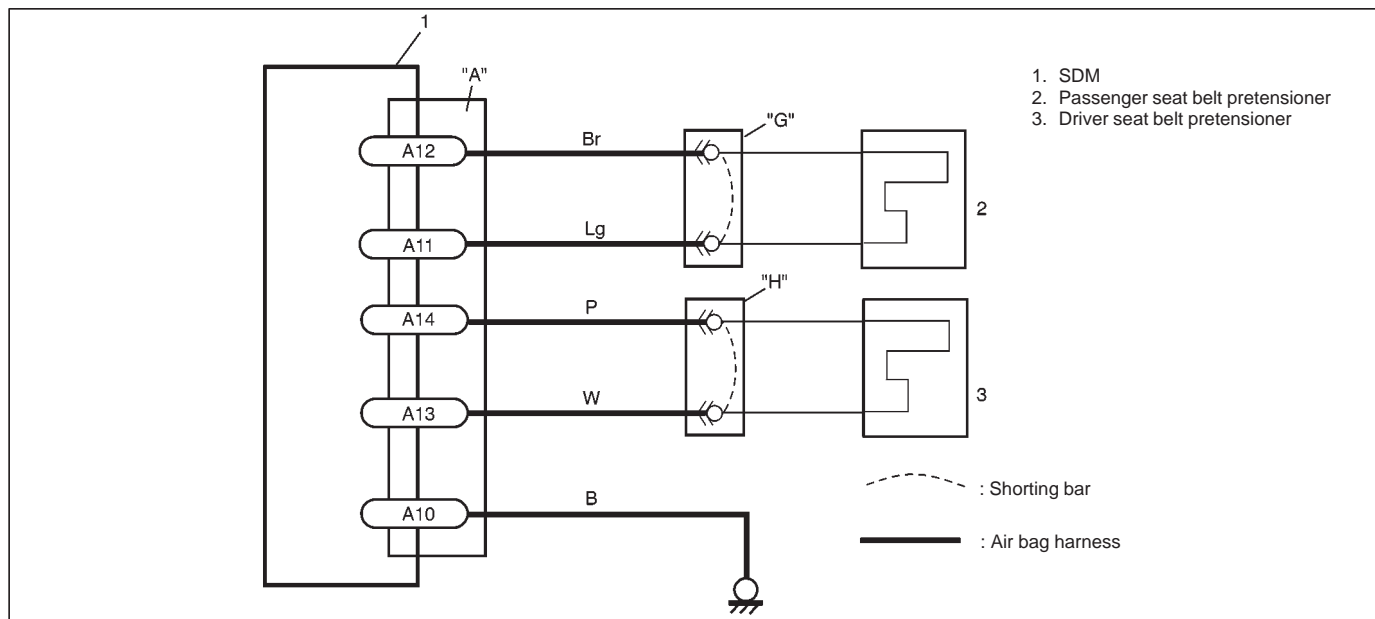 1
"A"
1. SDM
2. Passenger seat belt pretensioner
3. Driver seat belt pretensioner
"G"
A12
Br
2
A11
Lg
"H"
A14
P
3
A13
W
: Shorting bar
A10
B
: Air bag harness